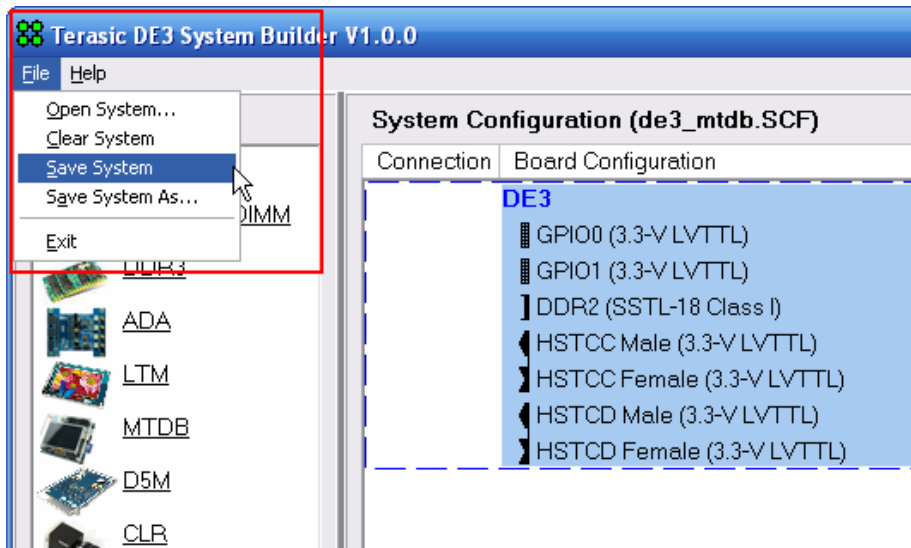 Terasic DE3 System Builder V1.0.0
File Help
Open System...
Clear System
Save System
Save System As...
Exit
DIMM
DDR3
ADA
LTM
MTDB
D5M
CLR
System Configuration (de3_mtdb.SCF)
Connection Board Configuration
DE3
GPIO0 (3.3-V LVTTL)
GPIO1 (3.3-V LVTTL)
DDR2 (SSTL-18 Class I)
HSTCC Male (3.3-V LVTTL)
HSTCC Female (3.3-V LVTTL)
HSTCD Male (3.3-V LVTTL)
HSTCD Female (3.3-V LVTTL)